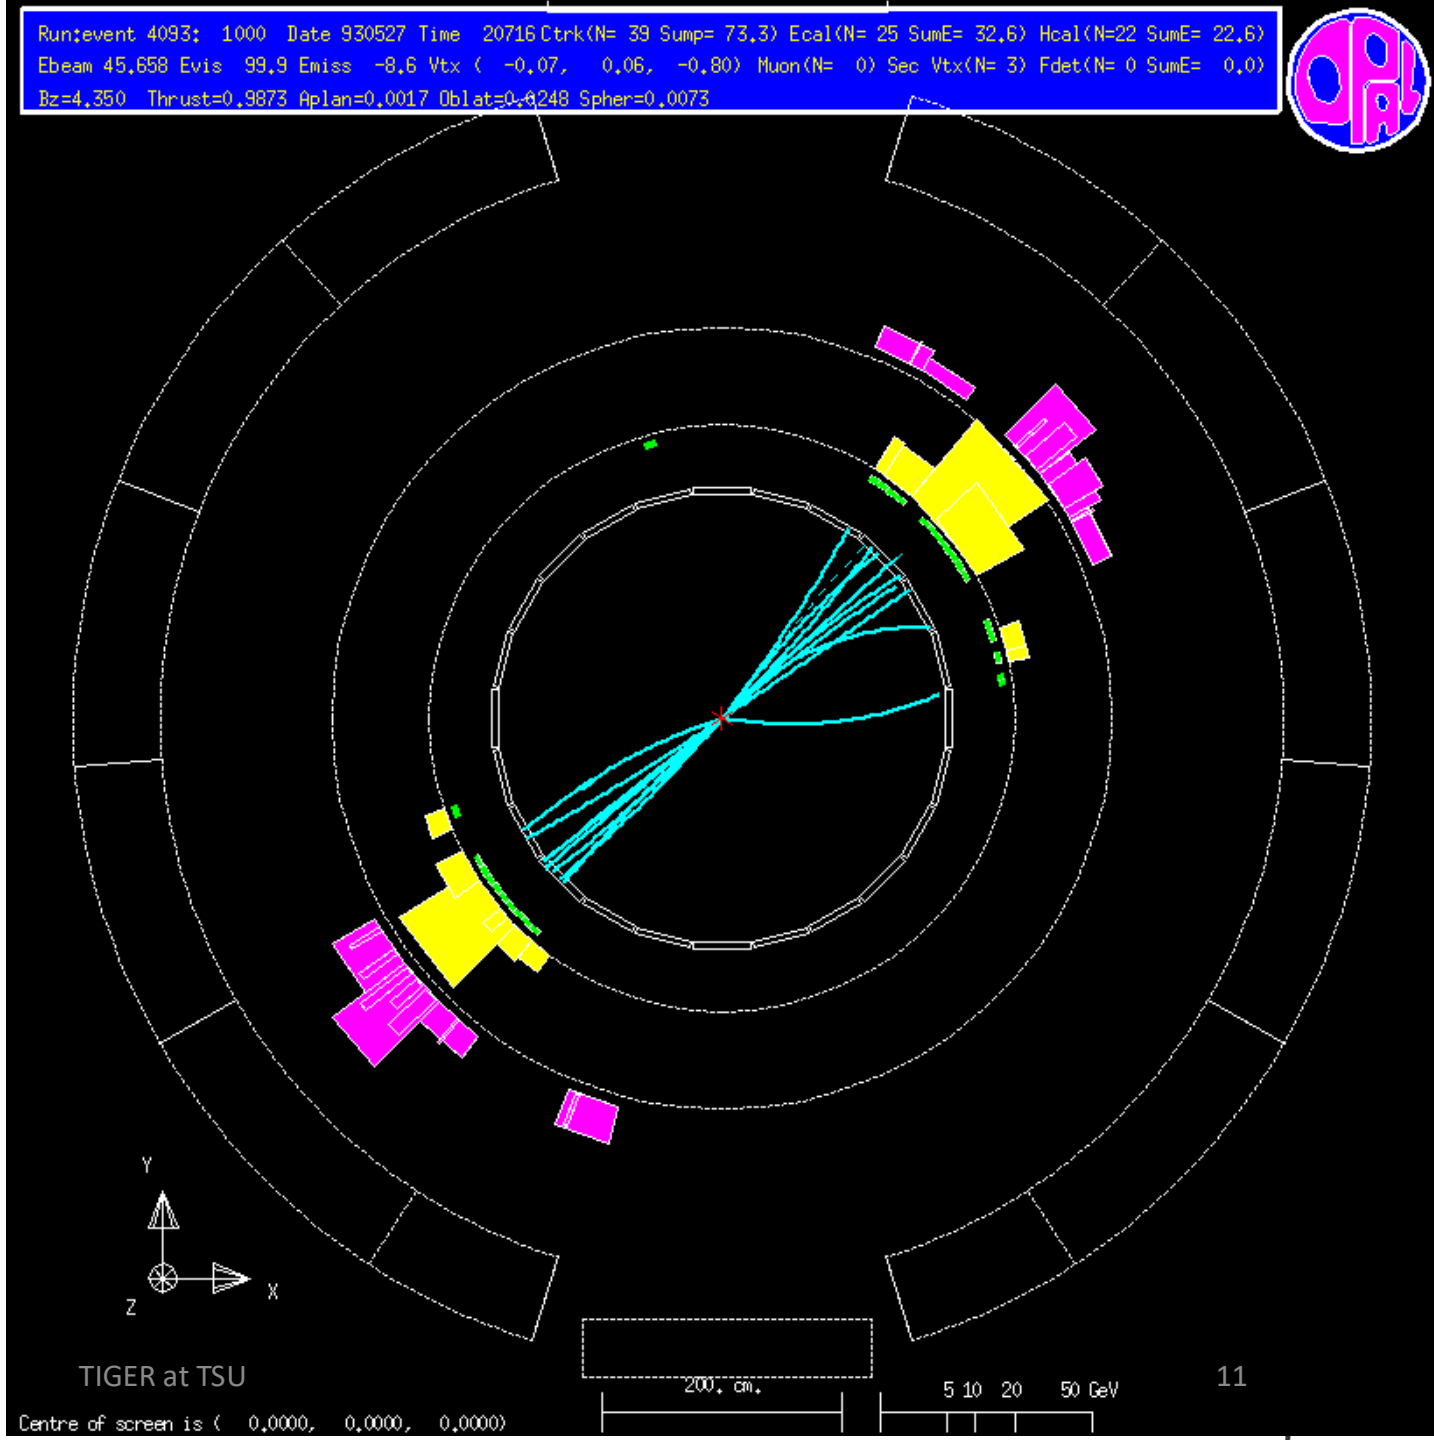 Run:event 4093: 1000 Date 930527 Time 20716 Ctrk(N= 39 Sump= 73.3) Ecal(N= 25 SumE= 32.6) Hcal(N=22 SumE= 22.6)
Ebeam 45.658 Evis 99.9 Emiss -8.6 Vtx ( -0.07, 0.06, -0.80) Muon(N= 0) Sec Vtx(N= 3) Fdet(N= 0 SumE= 0.0)
Bz=4.350 Thrust=0.9873 Aplan=0.0017 Oblat=0.0248 Spher=0.0073
OPAL
Y
X
Z
TIGER at TSU
11
200. cm.
5 10 20 50 GeV
Centre of screen is ( 0.0000, 0.0000, 0.0000)